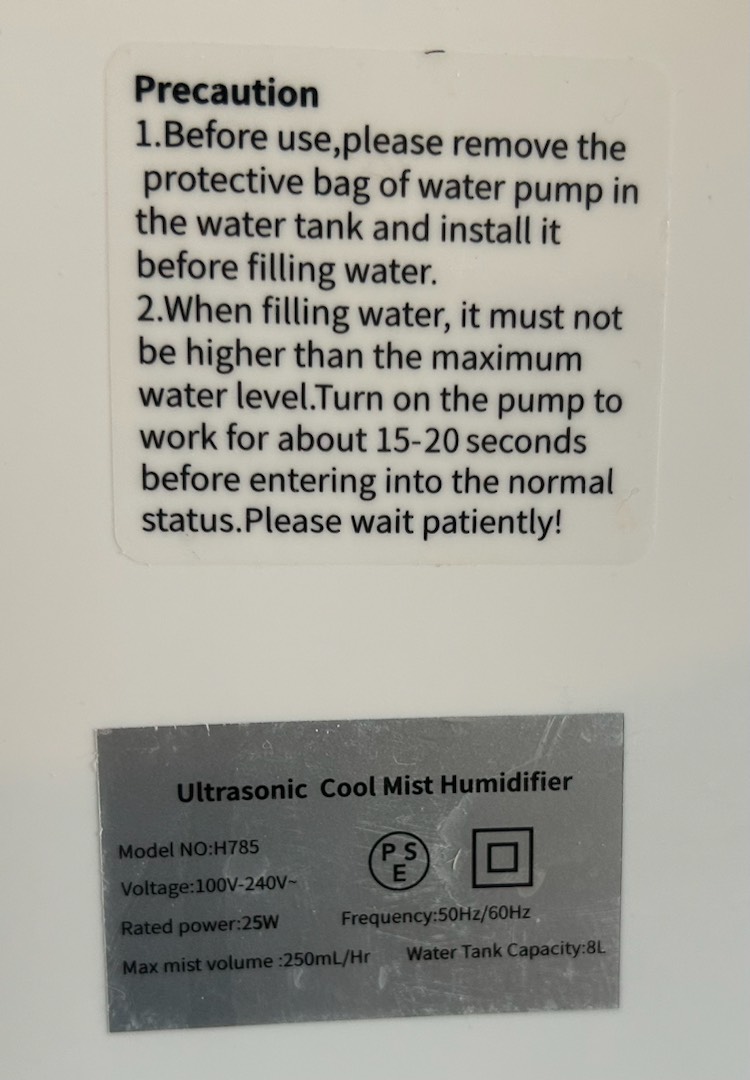 Precaution
1.Before use,please remove the
protective bag of water pump in
the water tank and install it
before filling water.
2.When filling water, it must not
be higher than the maximum
water level.Turn on the pump to
work for about 15-20 seconds
before entering into the normal
status.Please wait patiently!
Ultrasonic Cool Mist Humidifier
Model NO:H785
P S
E
Voltage:100V-240V~
Rated power:25W Frequency:50Hz/60Hz
Max mist volume :250mL/Hr Water Tank Capacity:8L